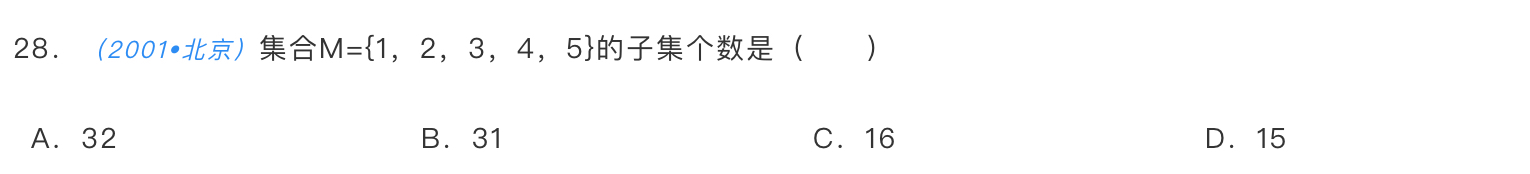 28. （2001•北京）集合M={1，2，3，4，5}的子集个数是（　　）
A. 32 B. 31 C. 16 D. 15